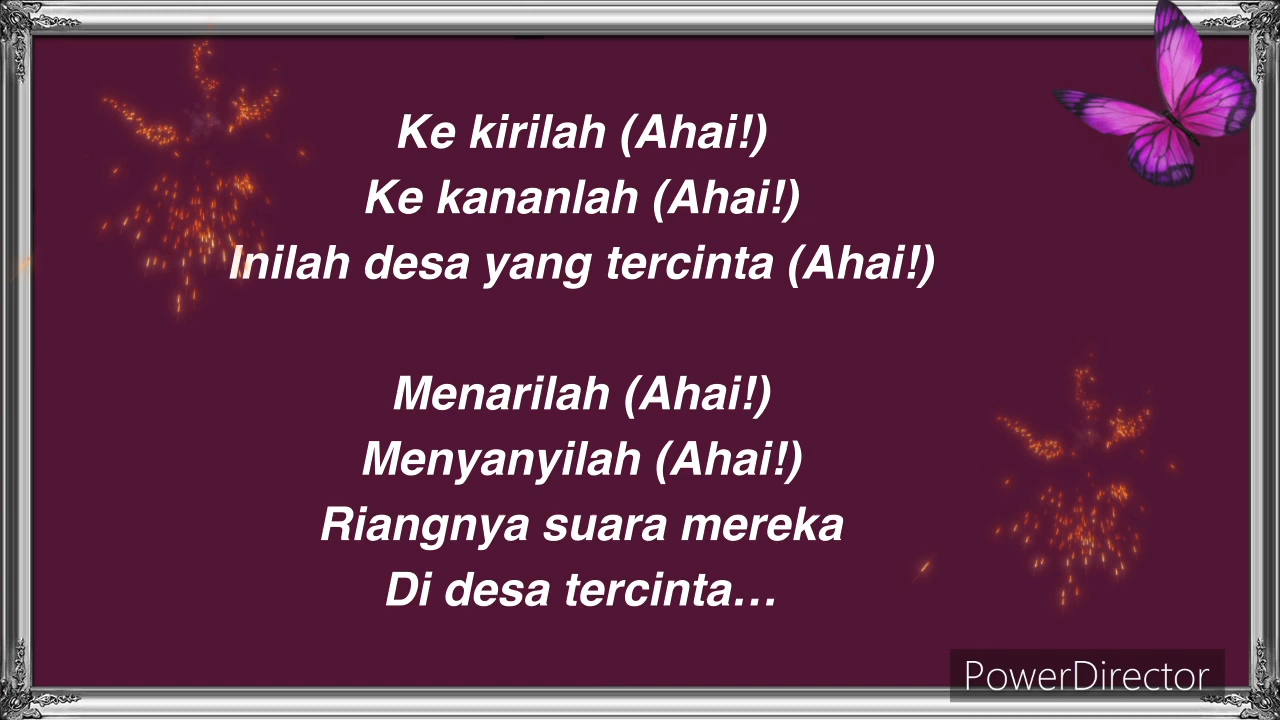 Ke kirilah (Ahai!)
Ke kananlah (Ahai!)
Inilah desa yang tercinta (Ahai!)
Menarilah (Ahai!)
Menyanyilah (Ahai!)
Riangnya suara mereka
Di desa tercinta…
PowerDirector